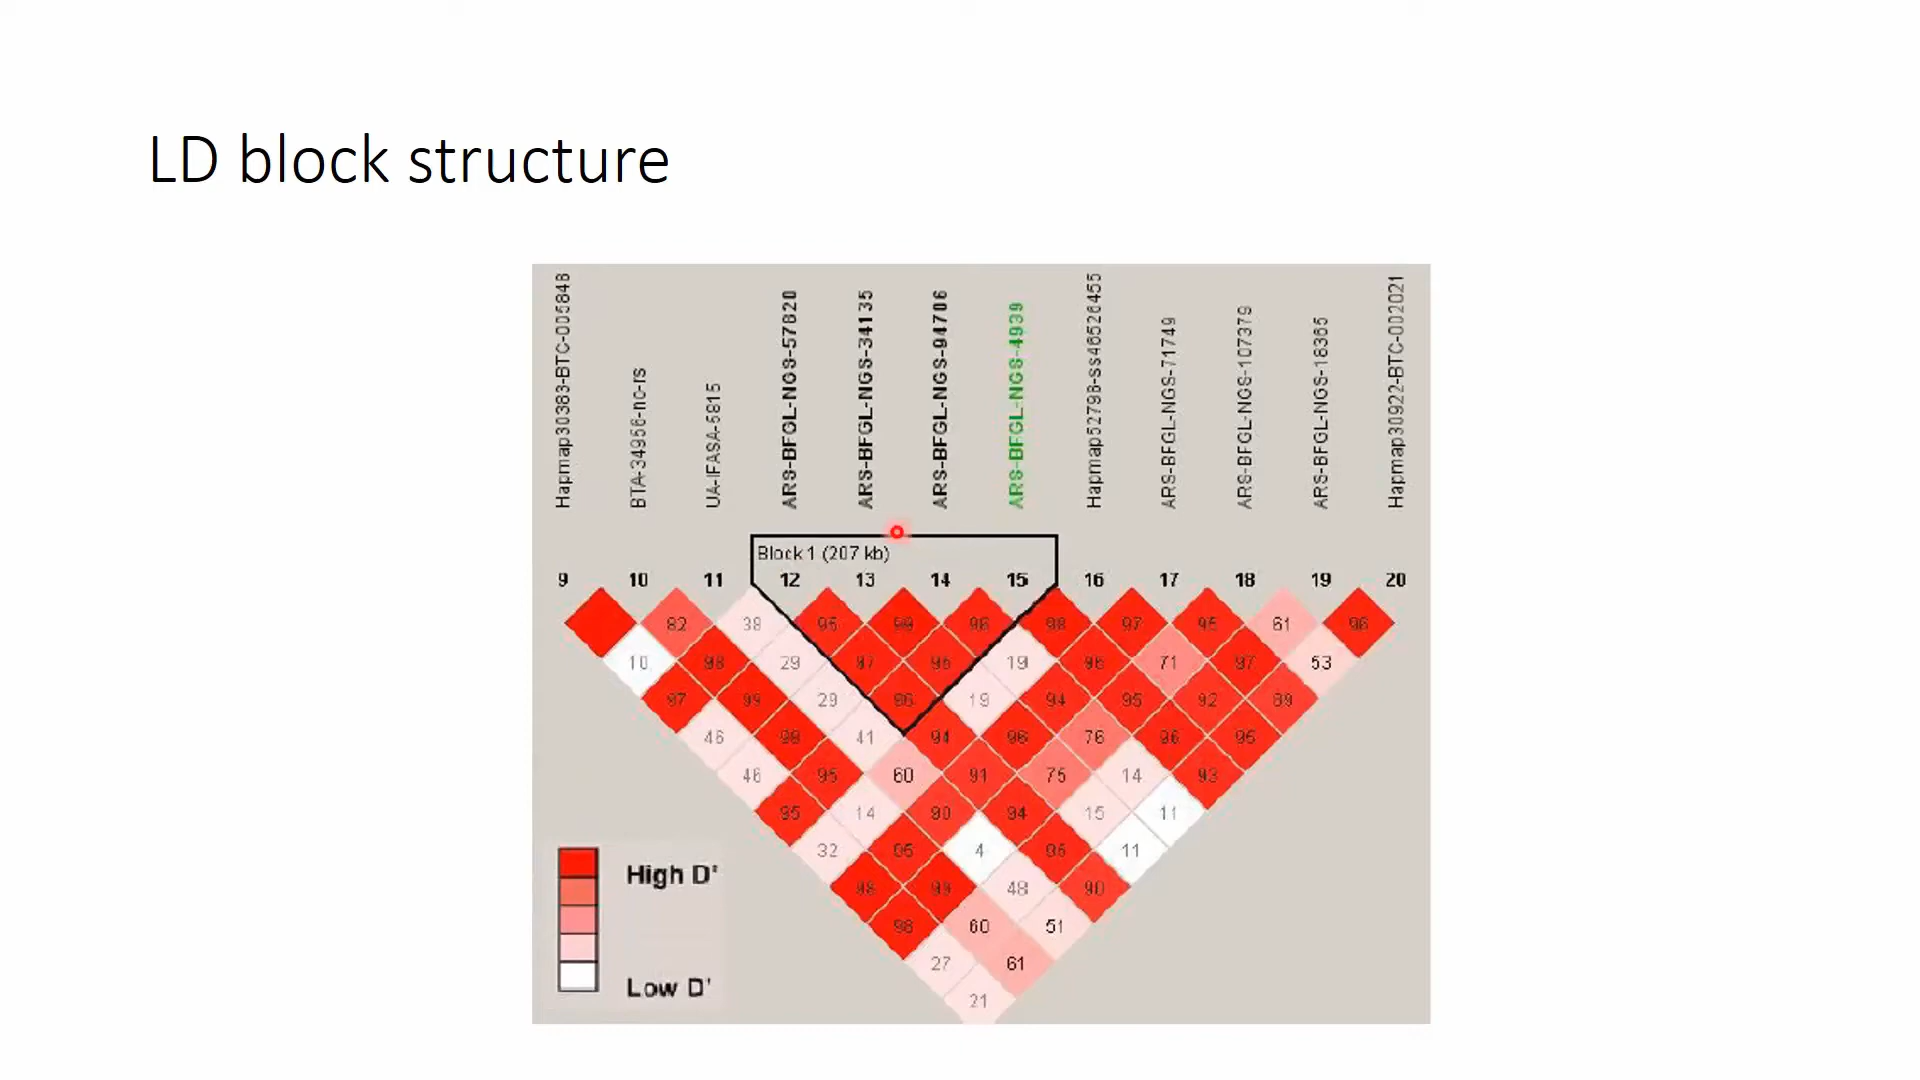 LD block structure
Hapmap30383-BTC-005848
BTA-34956-no-rs
UA-IFASA-5815
ARS-BFGL-NGS-57820
ARS-BFGL-NGS-34135
ARS-BFGL-NGS-94706
ARS-BFGL-NGS-4939
Hapmap52798-ss46526455
ARS-BFGL-NGS-71749
ARS-BFGL-NGS-107379
ARS-BFGL-NGS-18365
Hapmap30922-BTC-002021
Block 1 (207 kb)
9 10 11 12 13 14 15 16 17 18 19 20
82 38 95 98 98 97 95 61 96
10 98 29 97 95 19 96 71 97 53
97 99 29 96 19 94 95 92 89
46 98 41 94 96 76 96 95
46 95 60 91 75 14 93
95 14 90 94 15 11
32 4 95 11
98 99 48 90
98 60 51
27 61
21
High D'
Low D'